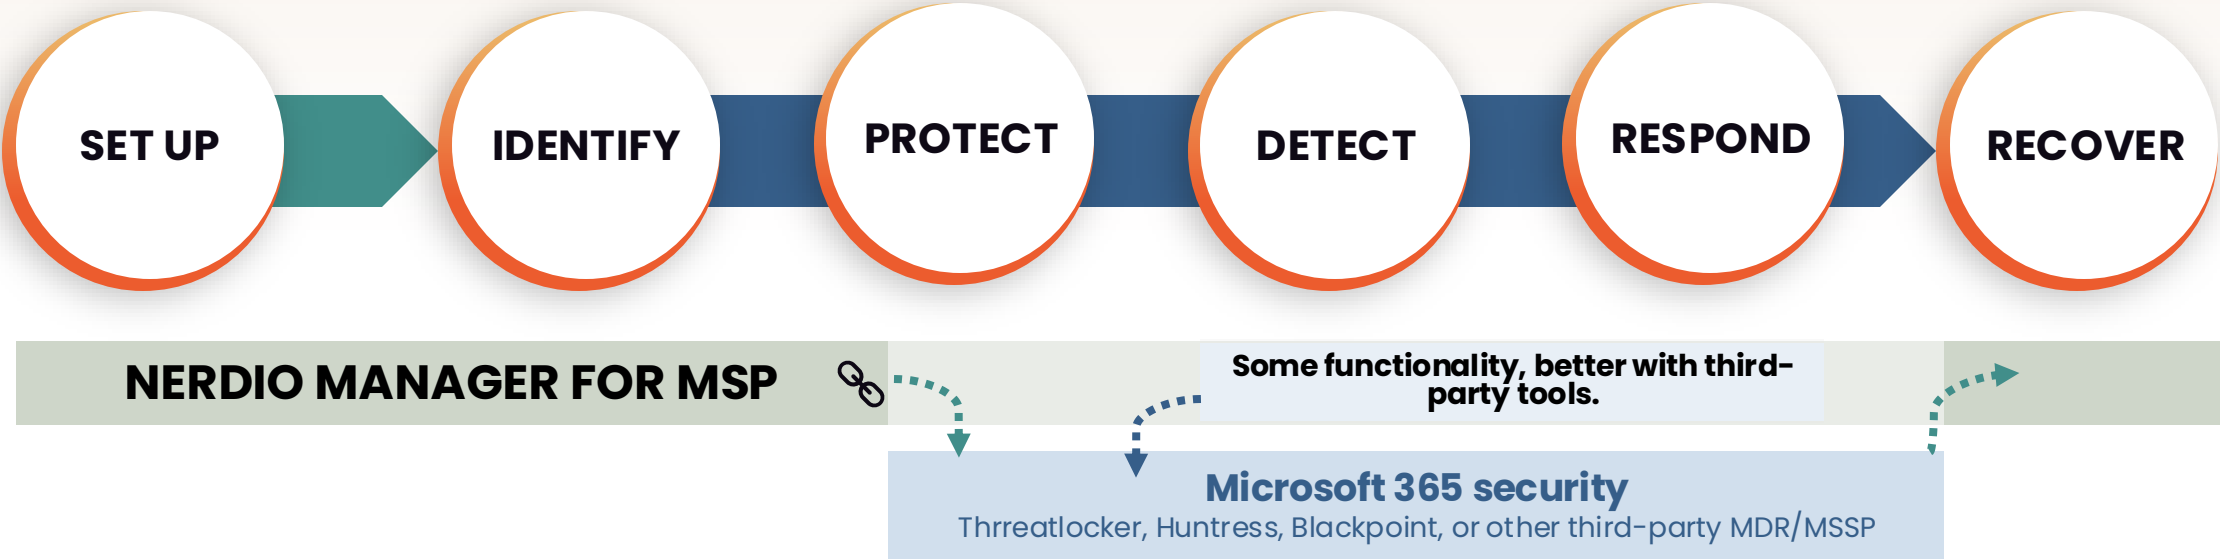 SET UP
IDENTIFY
PROTECT
DETECT
RESPOND
RECOVER
NERDIO MANAGER FOR MSP
Some functionality, better with third-
party tools.
Microsoft 365 security
Thrreatlocker, Huntress, Blackpoint, or other third-party MDR/MSSP